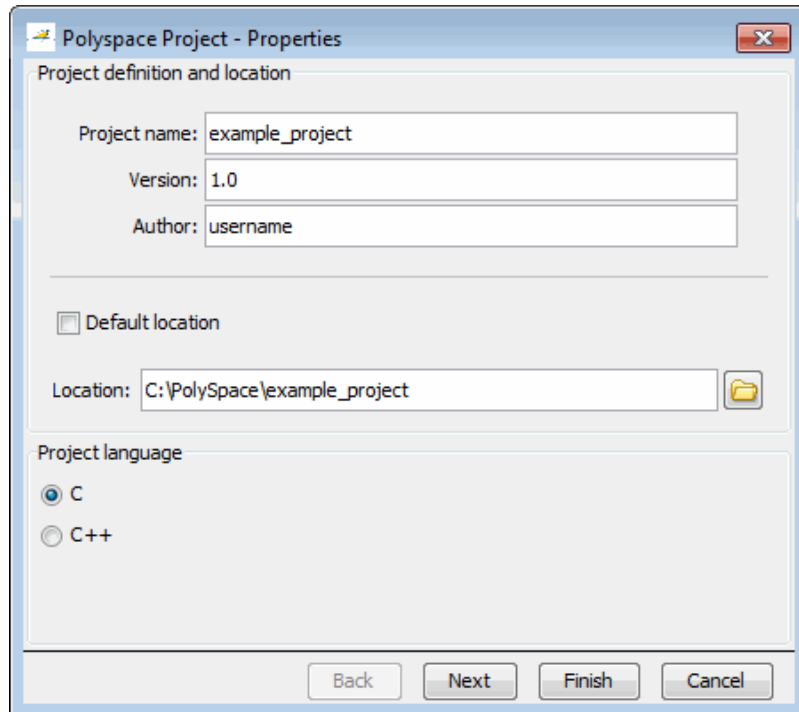 Polyspace Project - Properties
Project definition and location
Project name: example_project
Version: 1.0
Author: username
Default location
Location: C:\PolySpace\example_project
Project language
C
C++
Back Next Finish Cancel